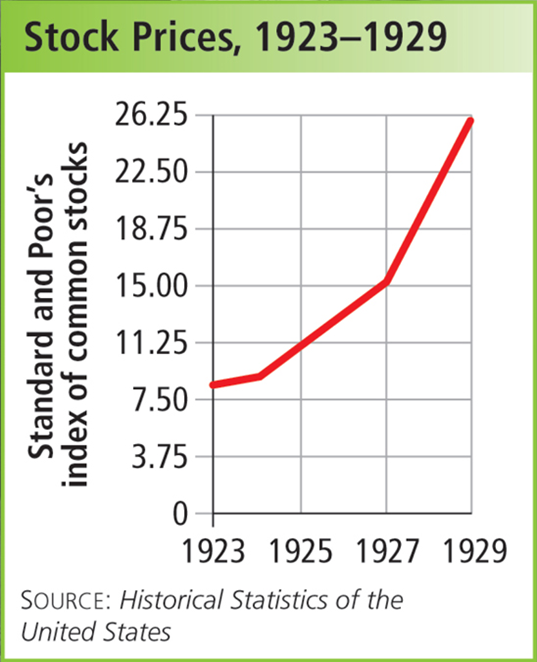 Stock Prices, 1923–1929
Standard and Poor's
index of common stocks
26.25
22.50
18.75
15.00
11.25
7.50
3.75
0
1923 1925 1927 1929
SOURCE: Historical Statistics of the
United States